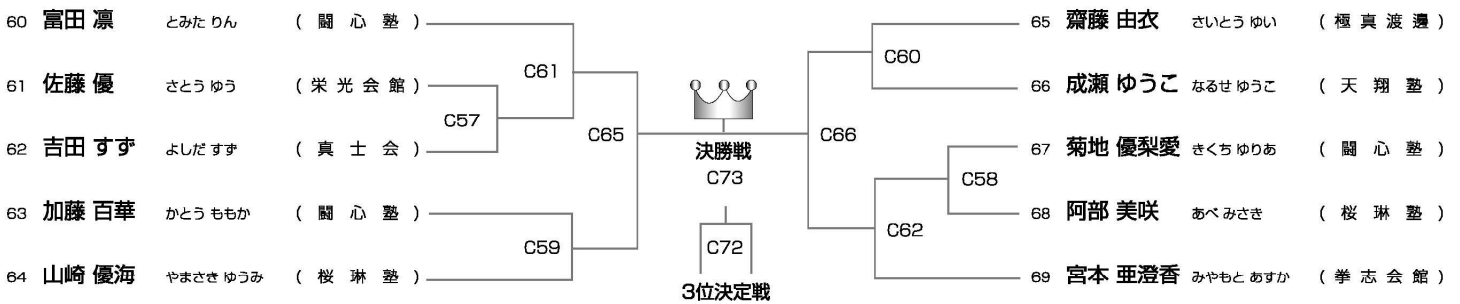 60 富田 凛 とみた りん ( 闘 心 塾 )
61 佐藤 優 さとう ゆう ( 栄 光 会 館 )
62 吉田 すず よしだ すず ( 真 士 会 )
63 加藤 百華 かとう ももか ( 闘 心 塾 )
64 山崎 優海 やまさき ゆうみ ( 桜 琳 塾 )
C61
C57
C65
C59
決勝戦
C73
C72
3位決定戦
C60
C66
C58
C62
65 齋藤 由衣 さいとう ゆい ( 極 真 渡 邊 )
66 成瀬 ゆうこ なるせ ゆうこ ( 天 翔 塾 )
67 菊地 優梨愛 きくち ゆりあ ( 闘 心 塾 )
68 阿部 美咲 あべ みさき ( 桜 琳 塾 )
69 宮本 亜澄香 みやもと あすか ( 拳 志 会 館 )